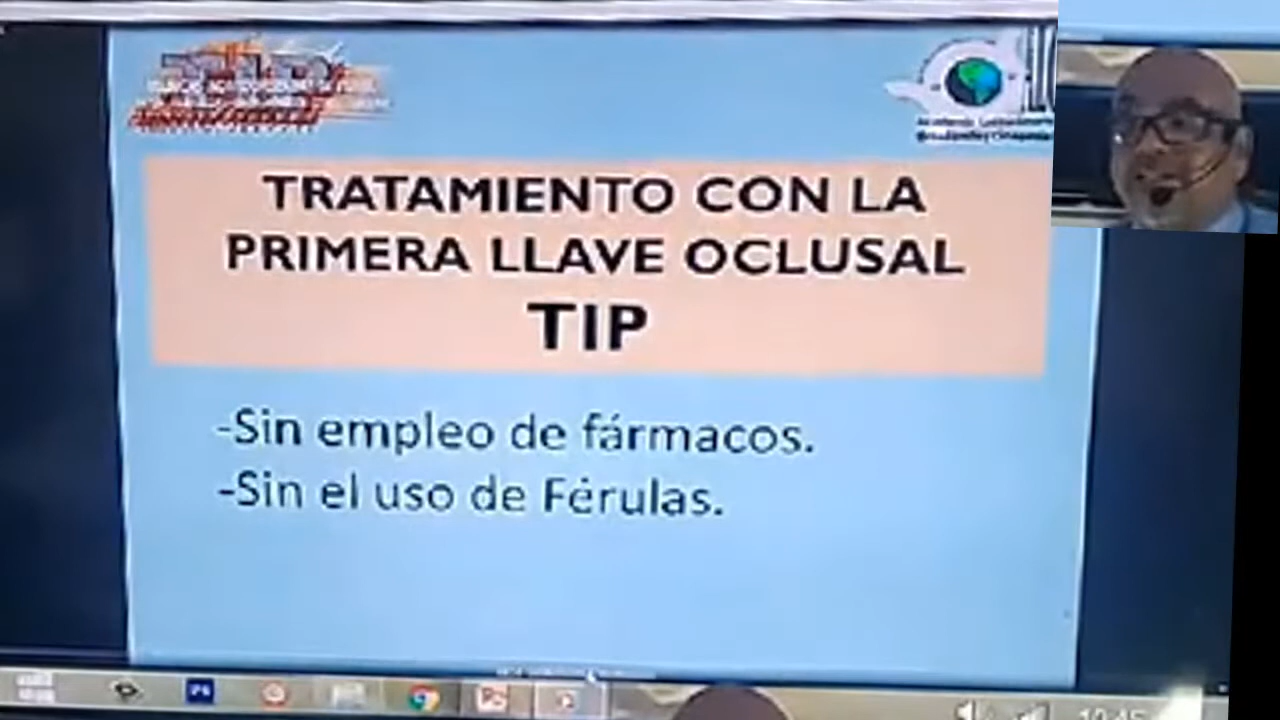 TRATAMIENTO CON LA
PRIMERA LLAVE OCLUSAL
TIP
-Sin empleo de fármacos.
-Sin el uso de Férulas.